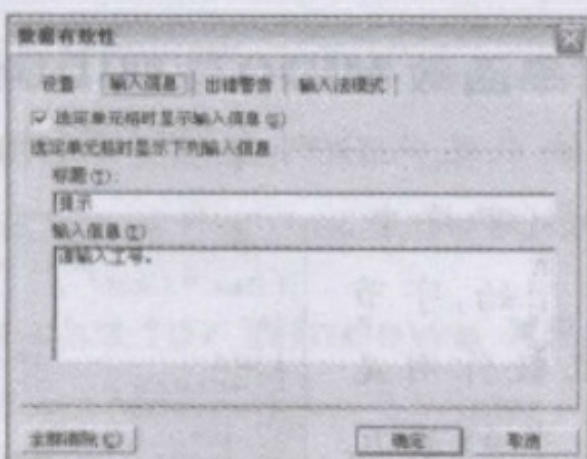 数据有效性
设置 输入信息 出错警告 输入法模式
选定单元格时显示输入信息(S)
选定单元格时显示下列输入信息
标题(T):
提示
输入信息(I)
请输入工号。
全部清除(C) 确定 取消